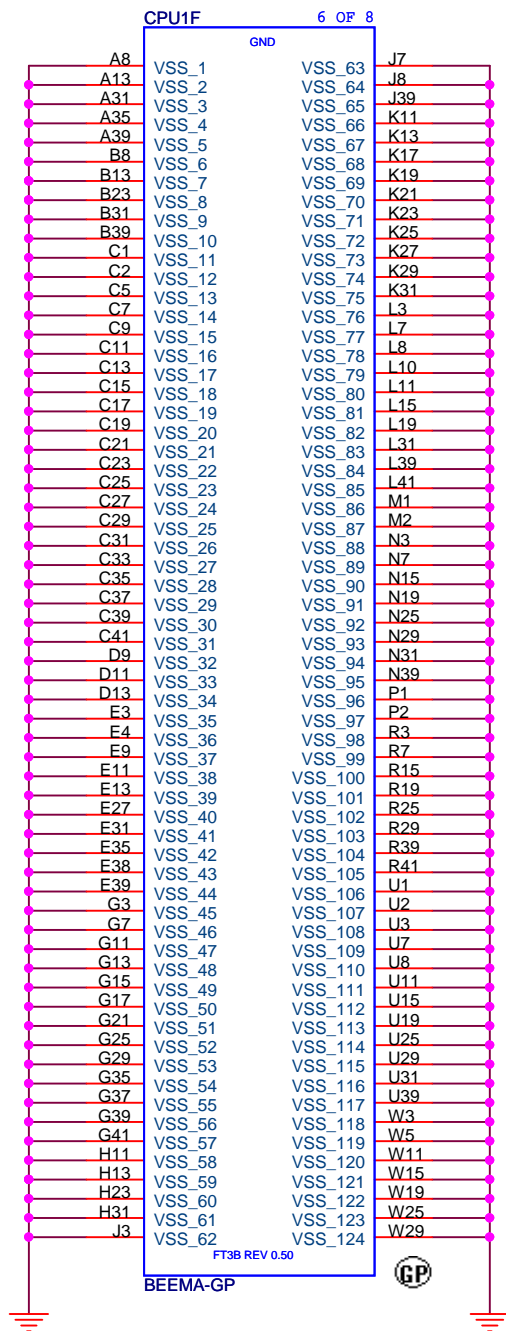 CPU1F 6 OF 8
GND
A8 VSS_1 VSS_63 J7
A13 VSS_2 VSS_64 J8
A31 VSS_3 VSS_65 J39
A35 VSS_4 VSS_66 K11
A39 VSS_5 VSS_67 K13
B8 VSS_6 VSS_68 K17
B13 VSS_7 VSS_69 K19
B23 VSS_8 VSS_70 K21
B31 VSS_9 VSS_71 K23
B39 VSS_10 VSS_72 K25
C1 VSS_11 VSS_73 K27
C2 VSS_12 VSS_74 K29
C5 VSS_13 VSS_75 K31
C7 VSS_14 VSS_76 L3
C9 VSS_15 VSS_77 L7
C11 VSS_16 VSS_78 L8
C13 VSS_17 VSS_79 L10
C15 VSS_18 VSS_80 L11
C17 VSS_19 VSS_81 L15
C19 VSS_20 VSS_82 L19
C21 VSS_21 VSS_83 L31
C23 VSS_22 VSS_84 L39
C25 VSS_23 VSS_85 L41
C27 VSS_24 VSS_86 M1
C29 VSS_25 VSS_87 M2
C31 VSS_26 VSS_88 N3
C33 VSS_27 VSS_89 N7
C35 VSS_28 VSS_90 N15
C37 VSS_29 VSS_91 N19
C39 VSS_30 VSS_92 N25
C41 VSS_31 VSS_93 N29
D9 VSS_32 VSS_94 N31
D11 VSS_33 VSS_95 N39
D13 VSS_34 VSS_96 P1
E3 VSS_35 VSS_97 P2
E4 VSS_36 VSS_98 R3
E9 VSS_37 VSS_99 R7
E11 VSS_38 VSS_100 R15
E13 VSS_39 VSS_101 R19
E27 VSS_40 VSS_102 R25
E31 VSS_41 VSS_103 R29
E35 VSS_42 VSS_104 R39
E38 VSS_43 VSS_105 R41
E39 VSS_44 VSS_106 U1
G3 VSS_45 VSS_107 U2
G7 VSS_46 VSS_108 U3
G11 VSS_47 VSS_109 U7
G13 VSS_48 VSS_110 U8
G15 VSS_49 VSS_111 U11
G17 VSS_50 VSS_112 U15
G21 VSS_51 VSS_113 U19
G25 VSS_52 VSS_114 U25
G29 VSS_53 VSS_115 U29
G35 VSS_54 VSS_116 U31
G37 VSS_55 VSS_117 U39
G39 VSS_56 VSS_118 W3
G41 VSS_57 VSS_119 W5
H11 VSS_58 VSS_120 W11
H13 VSS_59 VSS_121 W15
H23 VSS_60 VSS_122 W19
H31 VSS_61 VSS_123 W25
J3 VSS_62 VSS_124 W29
FT3B REV 0.50
BEEMA-GP
GP